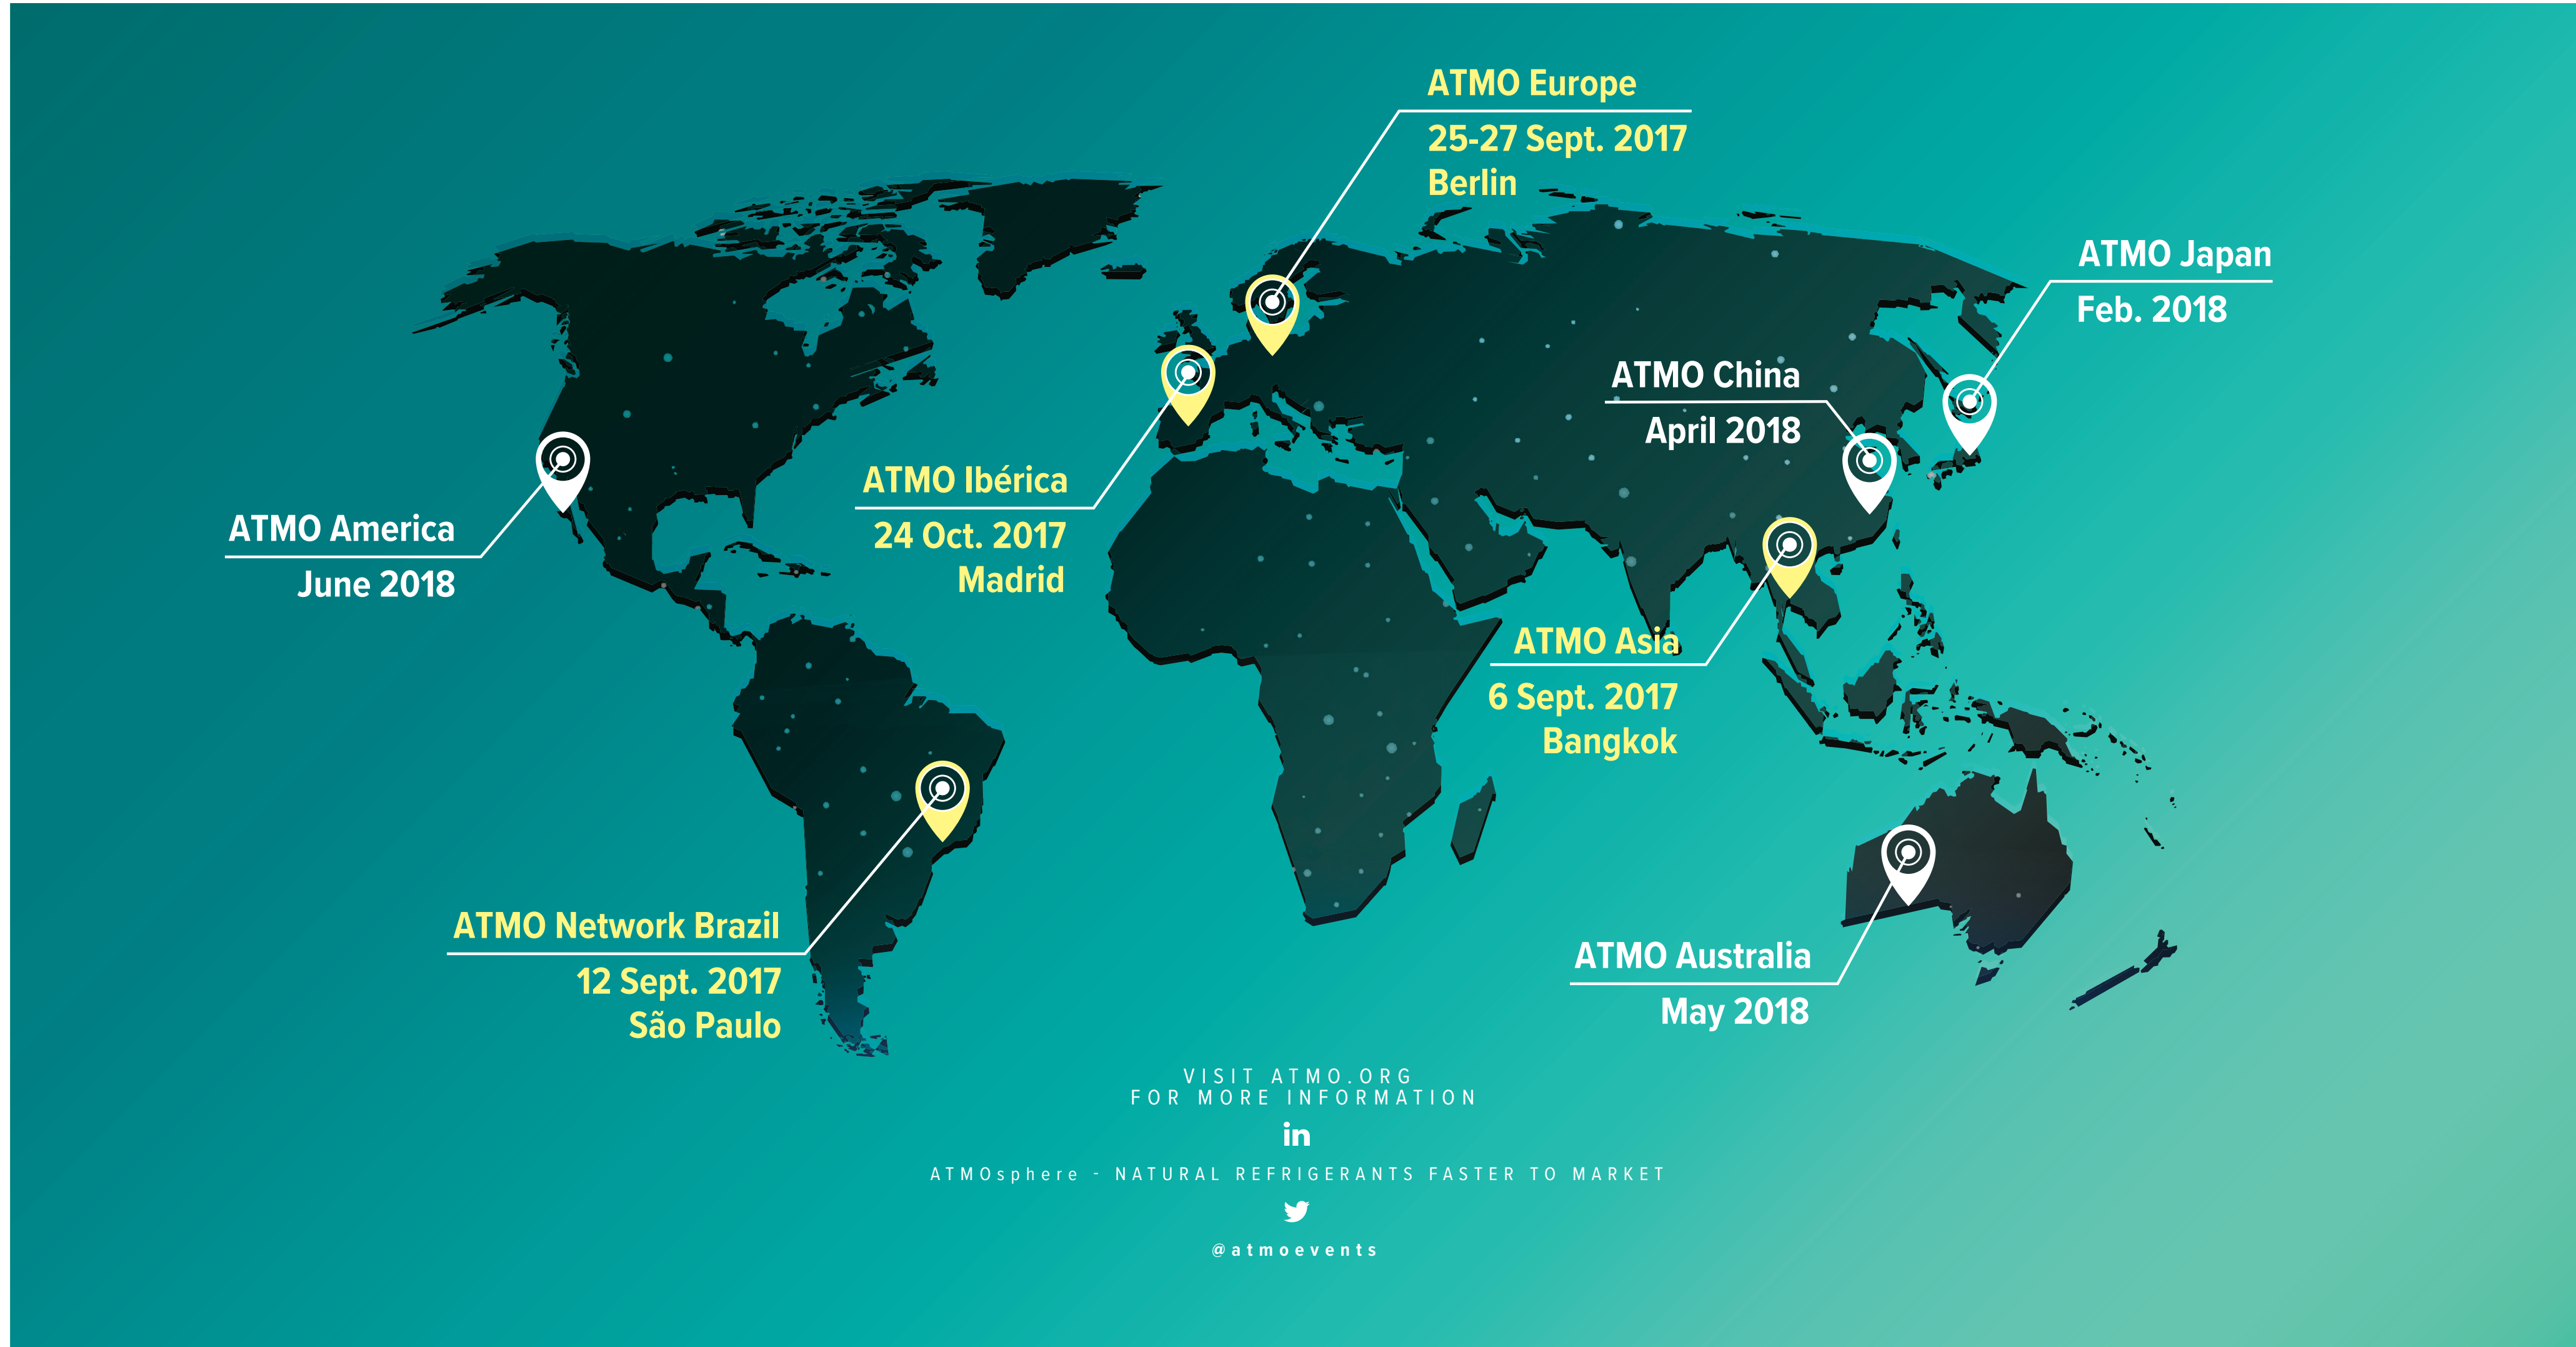 ATMO Europe
25-27 Sept. 2017
Berlin
ATMO Japan
Feb. 2018
ATMO China
April 2018
ATMO Ibérica
24 Oct. 2017
Madrid
ATMO America
June 2018
ATMO Asia
6 Sept. 2017
Bangkok
ATMO Network Brazil
12 Sept. 2017
São Paulo
ATMO Australia
May 2018
VISIT ATMO.ORG
FOR MORE INFORMATION
in
ATMOsphere - NATURAL REFRIGERANTS FASTER TO MARKET
@atmoevents